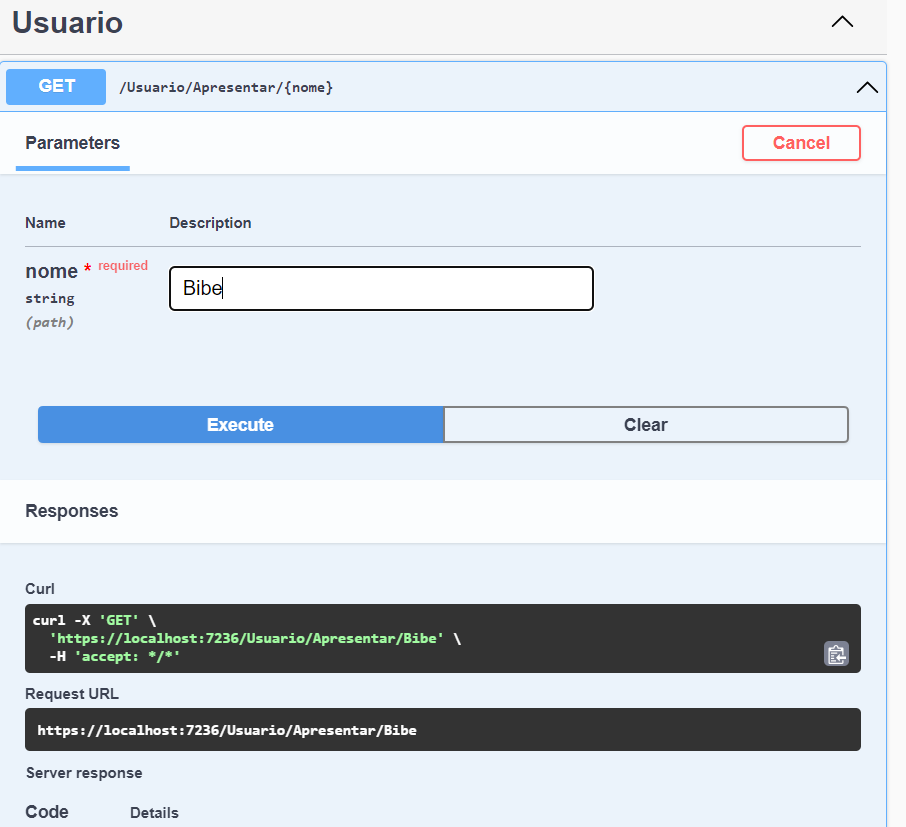 Usuario
GET /Usuario/Apresentar/{nome}
Parameters Cancel
Name Description
nome * required
string
(path)
Bibe
Execute Clear
Responses
Curl
curl -X 'GET' \
'https://localhost:7236/Usuario/Apresentar/Bibe' \
-H 'accept: */*'
Request URL
https://localhost:7236/Usuario/Apresentar/Bibe
Server response
Code Details